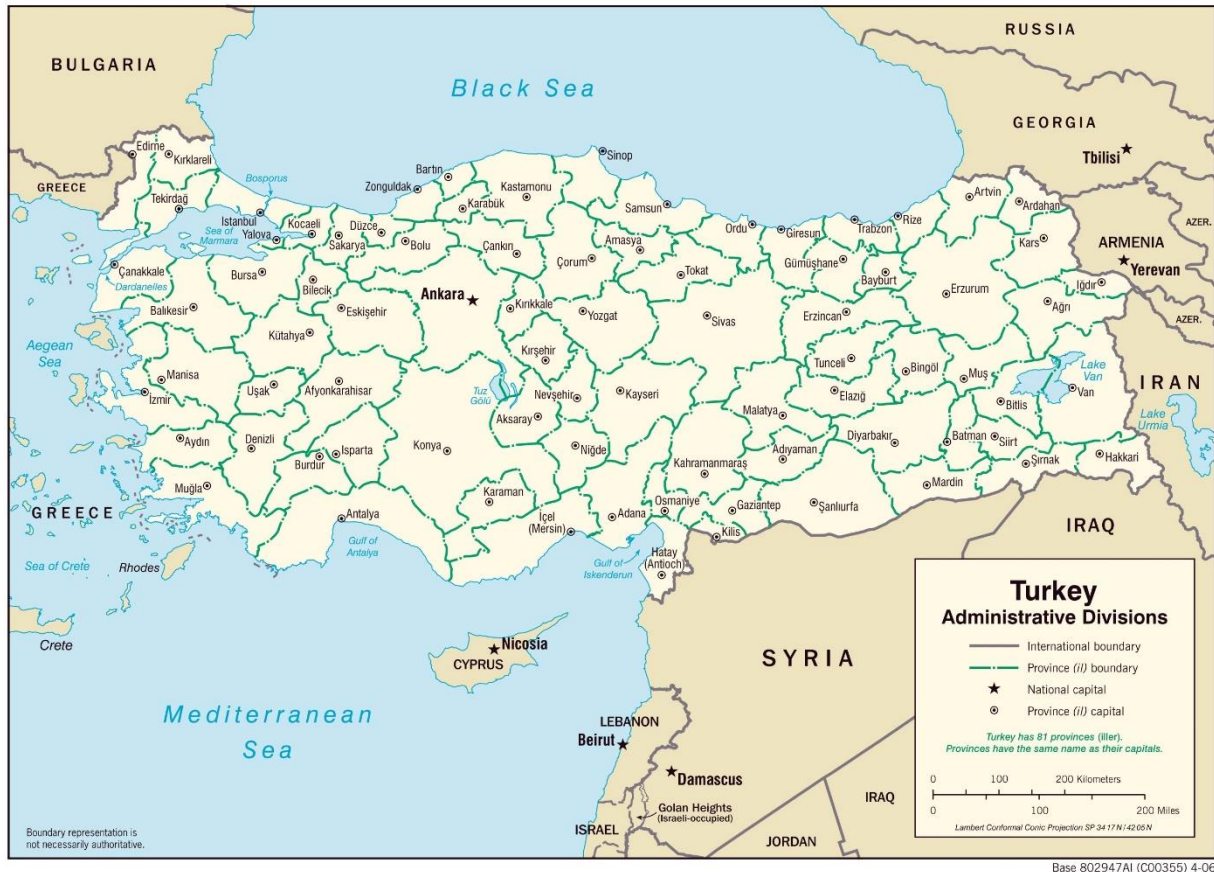 RUSSIA
BULGARIA
Black Sea
GEORGIA
Tbilisi
Edirne
Kırklareli
Sinop
Bartın
Zonguldak
Bosporus
GREECE
Kastamonu
Artvin
Ardahan
Tekirdağ
Karabük
Samsun
Rize
AZER.
Istanbul
Kocaeli
Düzce
Ordu
Giresun
Trabzon
Sea of
Marmara
Yalova
Sakarya
Bolu
Çankırı
Amasya
Kars
ARMENIA
Yerevan
Çorum
Gümüşhane
Bayburt
Çanakkale
Dardanelles
Bursa
Bilecik
Tokat
Iğdır
Erzurum
Ankara
Kırıkkale
Balıkesir
Eskişehir
Yozgat
Sivas
Erzincan
Ağrı
AZER.
Kütahya
Aegean
Sea
Kırşehir
Tunceli
Bingöl
Muş
Lake
Van
IRAN
Manisa
Uşak
Afyonkarahisar
Tuz
Gölü
Nevşehir
Kayseri
Elazığ
Van
İzmir
Bitlis
Aksaray
Malatya
Lake
Urmia
Aydın
Denizli
Diyarbakır
Batman
Siirt
Konya
Niğde
Burdur
Isparta
Adıyaman
Hakkari
Şırnak
Kahramanmaraş
Muğla
Mardin
Karaman
Osmaniye
Gaziantep
Şanlıurfa
GREECE
Antalya
İçel
(Mersin)
Adana
IRAQ
Kilis
Gulf of
Antalya
Gulf of
Iskenderun
Hatay
(Antioch)
Sea of Crete
Rhodes
Crete
Nicosia
CYPRUS
SYRIA
Mediterranean
Sea
LEBANON
Beirut
Damascus
Golan Heights
(Israeli-occupied)
ISRAEL
JORDAN
IRAQ
Turkey
Administrative Divisions
International boundary
Province (il) boundary
National capital
Province (il) capital
Turkey has 81 provinces (iller).
Provinces have the same name as their capitals.
0 100 200 Kilometers
0 100 200 Miles
Lambert Conformal Conic Projection SP 34 17 N / 42 05 N
Boundary representation is
not necessarily authoritative.
Base 802947AI (C00355) 4-06